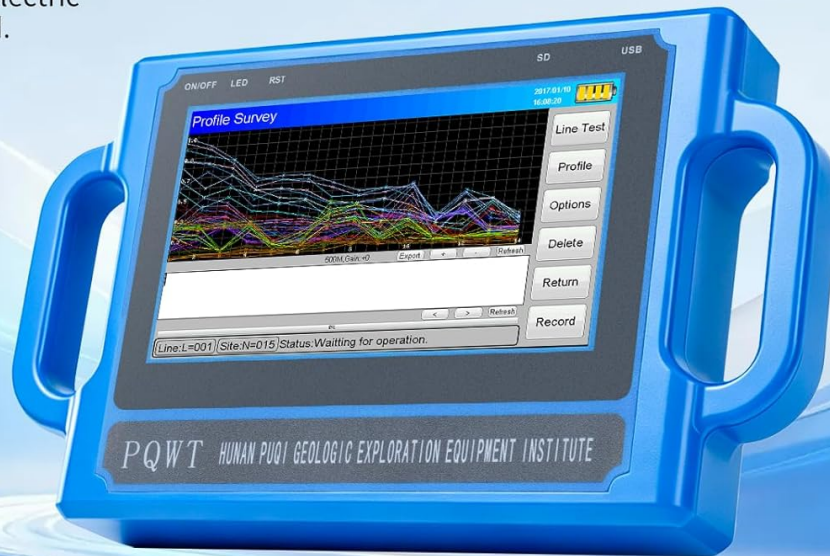 lectric
ON/OFF LED RST SD USB
2017/01/10
16:08:20
Profile Survey
Line Test
Profile
Options
Delete
Return
Record
500M,Gain:+0 Export + - Refresh
< > Refresh
0%
Line:L=001 Site:N=015 Status:Waitting for operation.
PQWT HUNAN PUQI GEOLOGIC EXPLORATION EQUIPMENT INSTITUTE